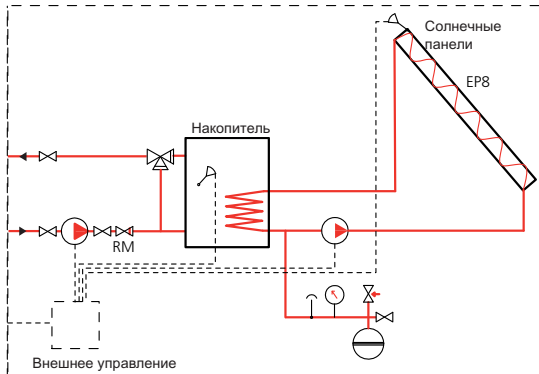 Солнечные
панели
EP8
Накопитель
RM
Внешнее управление